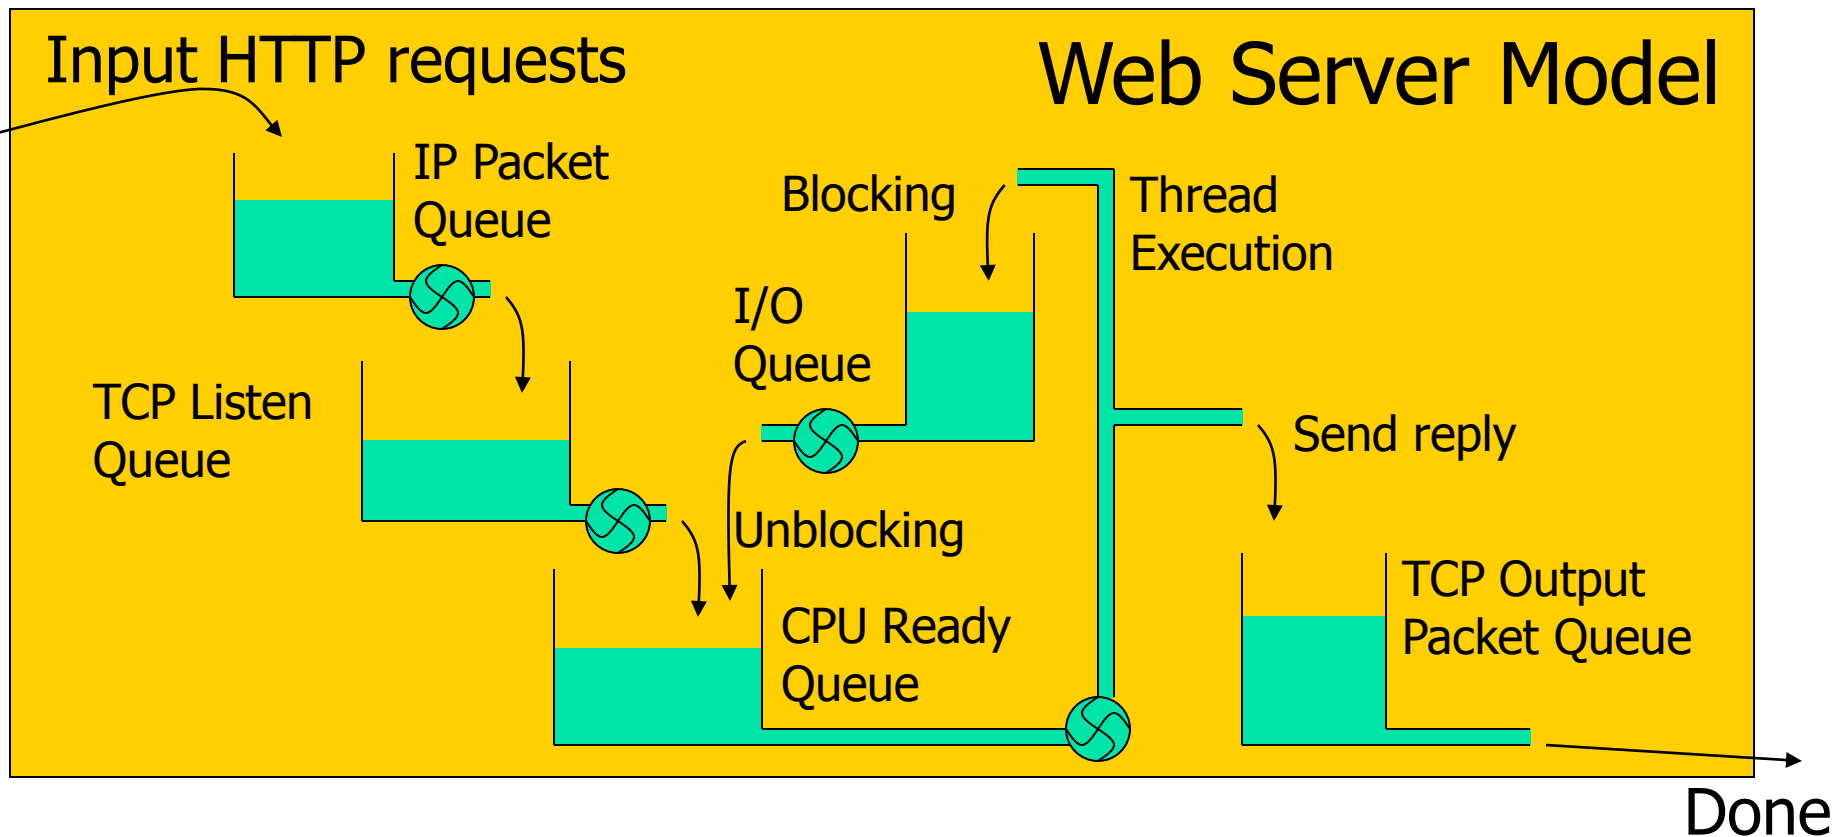 Input HTTP requests
Web Server Model
IP Packet
Queue
Blocking
Thread
Execution
I/O
Queue
TCP Listen
Queue
Send reply
Unblocking
CPU Ready
Queue
TCP Output
Packet Queue
Done